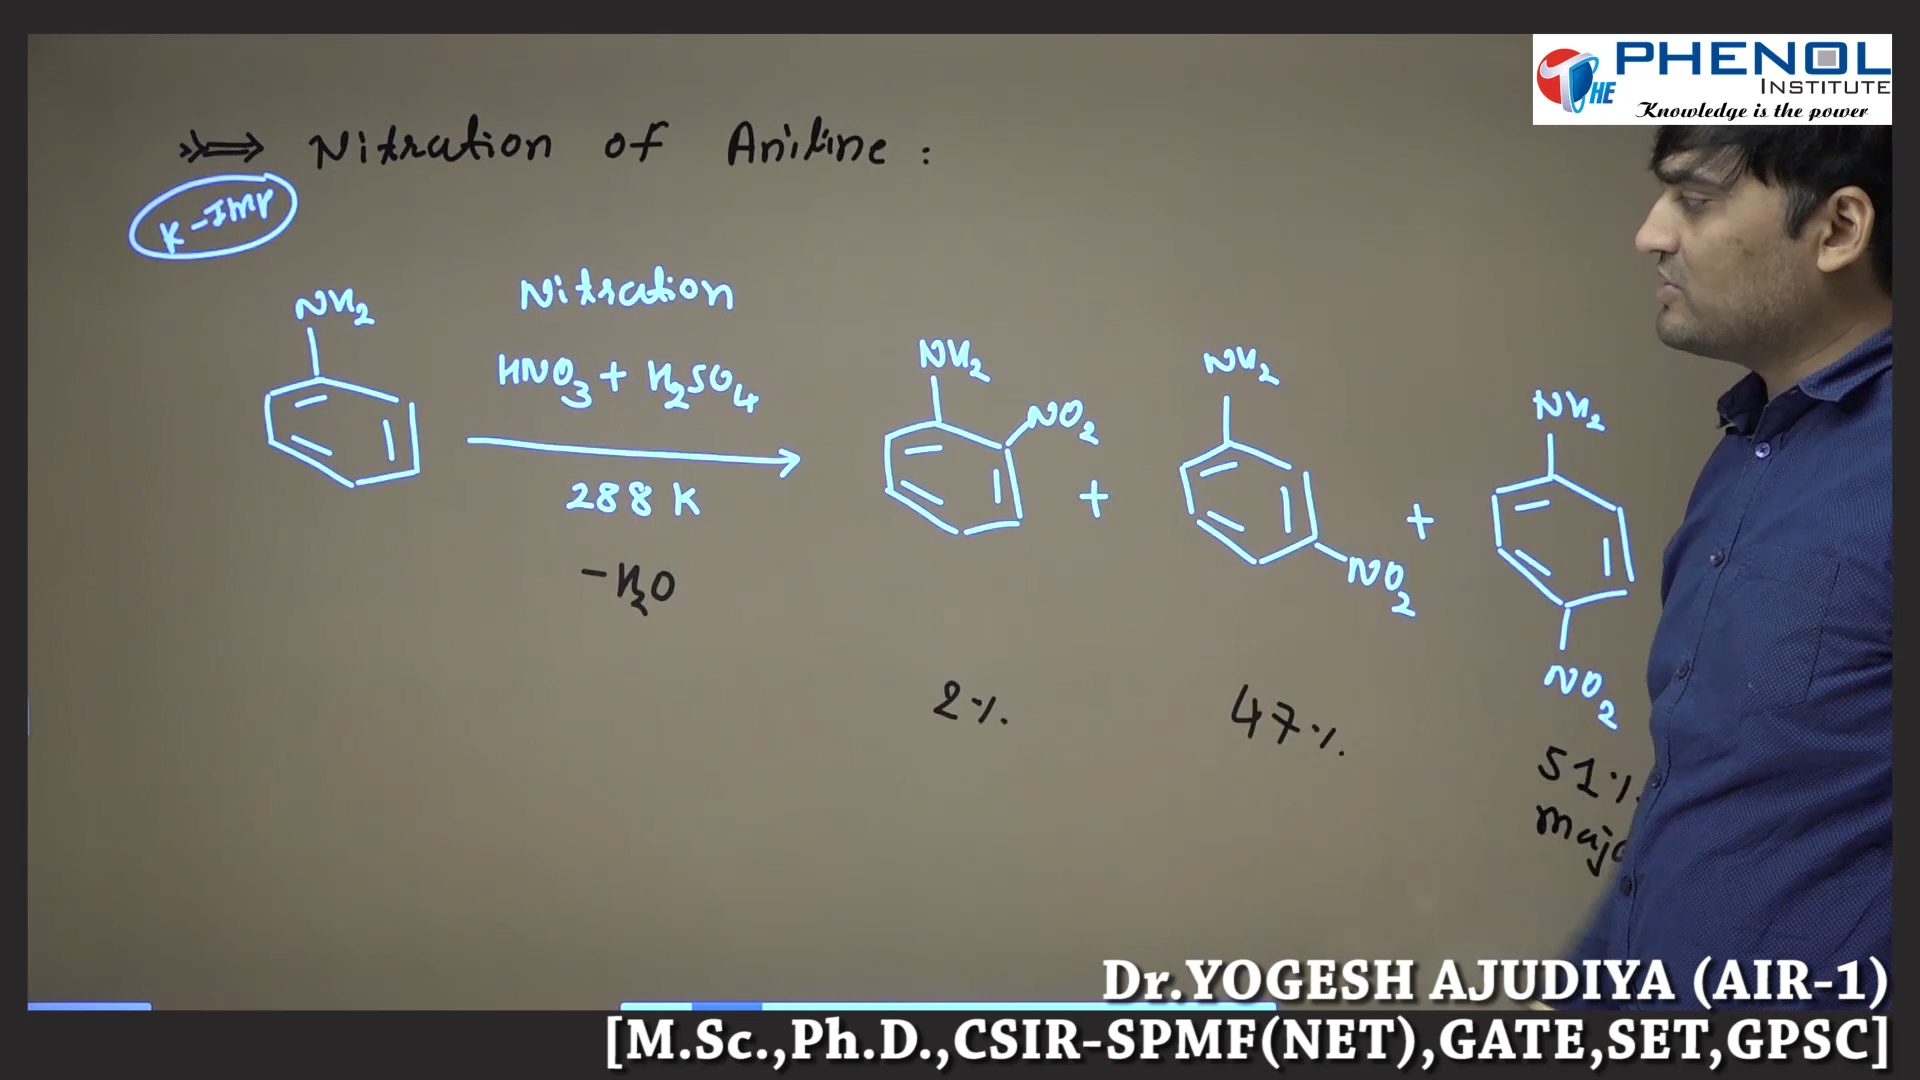 THE PHENOL
INSTITUTE
Knowledge is the power
Nitration of Aniline :
K-Imp
NH2
Nitration
HNO3 + H2SO4
288 K
-H2O
NH2
NO2
+
NH2
NO2
+
NH2
NO2
2%
47%
51%
Dr.YOGESH AJUDIYA (AIR-1)
[M.Sc.,Ph.D.,CSIR-SPMF(NET),GATE,SET,GPSC]